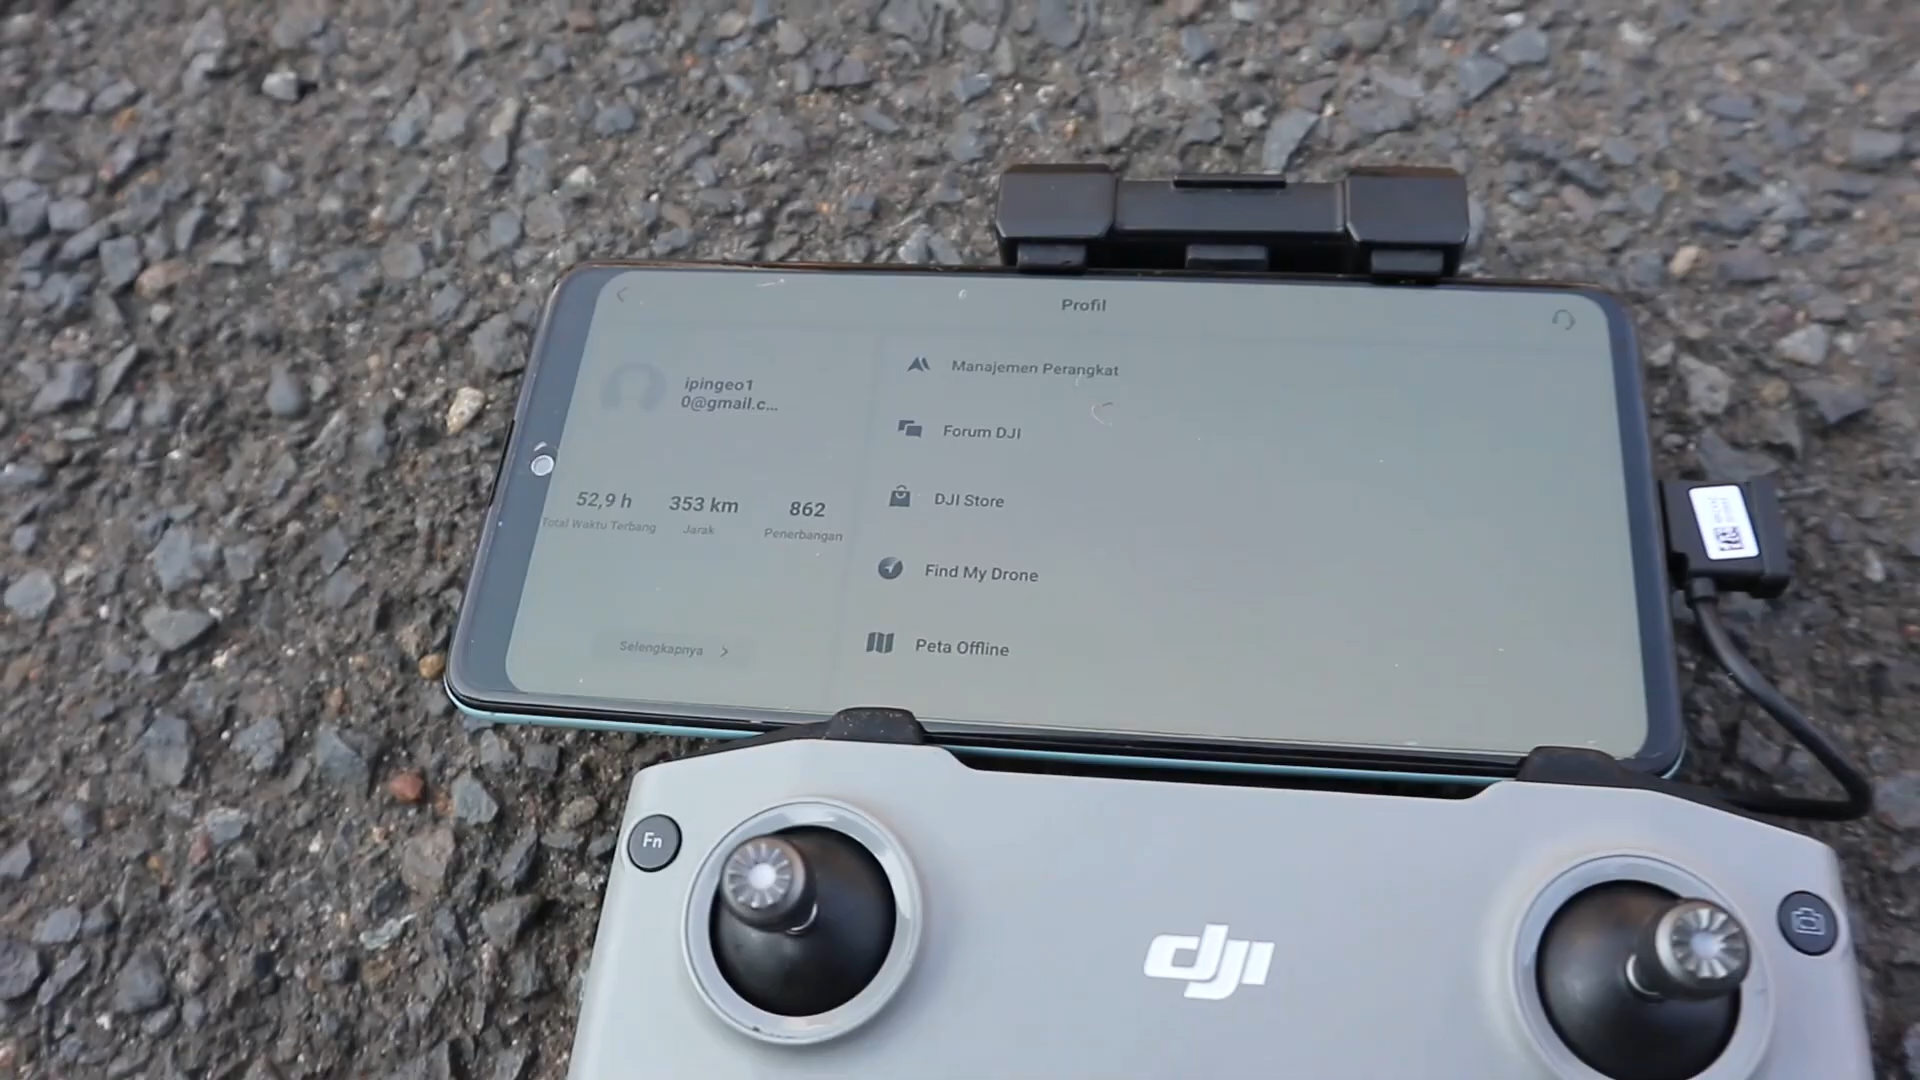 Profil
ipingeo1
0@gmail.c...
52,9 h
Total Waktu Terbang
353 km
Jarak
862
Penerbangan
Selengkapnya
Manajemen Perangkat
Forum DJI
DJI Store
Find My Drone
Peta Offline
Fn
dji